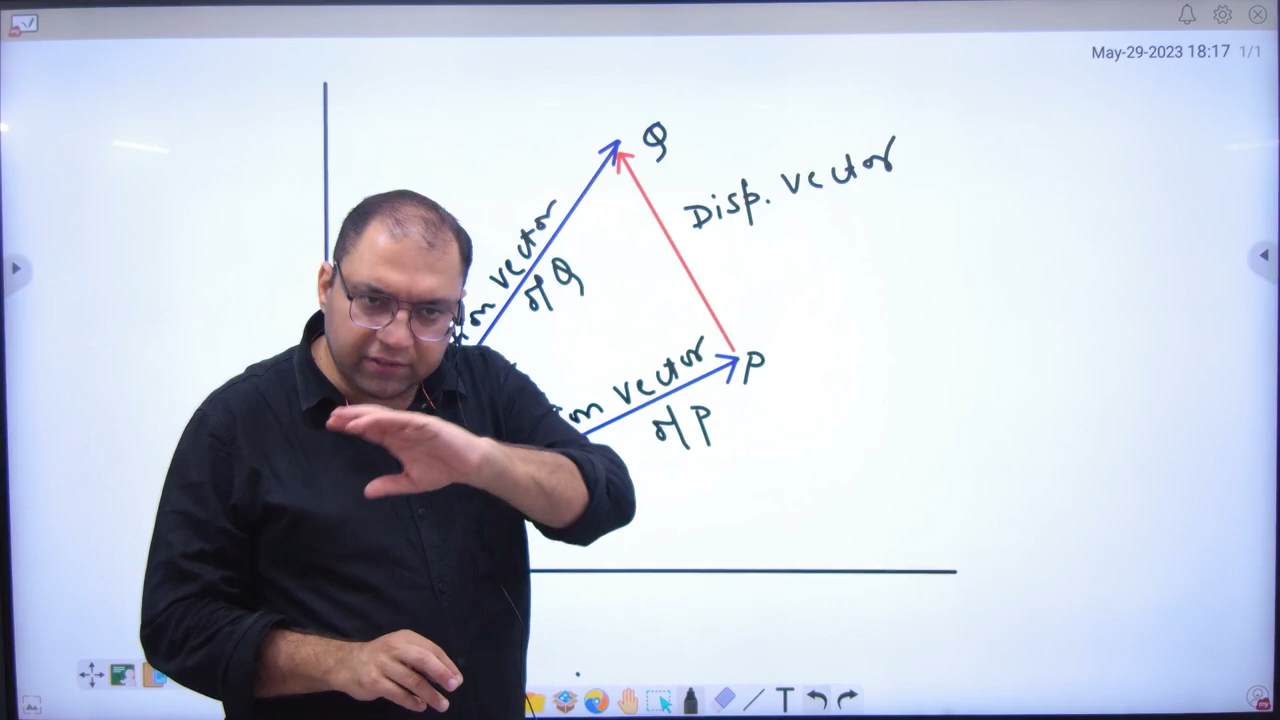 May-29-2023 18:17 1/1
Q
Disp. vector
vector
of Q
vector
P
of P
T